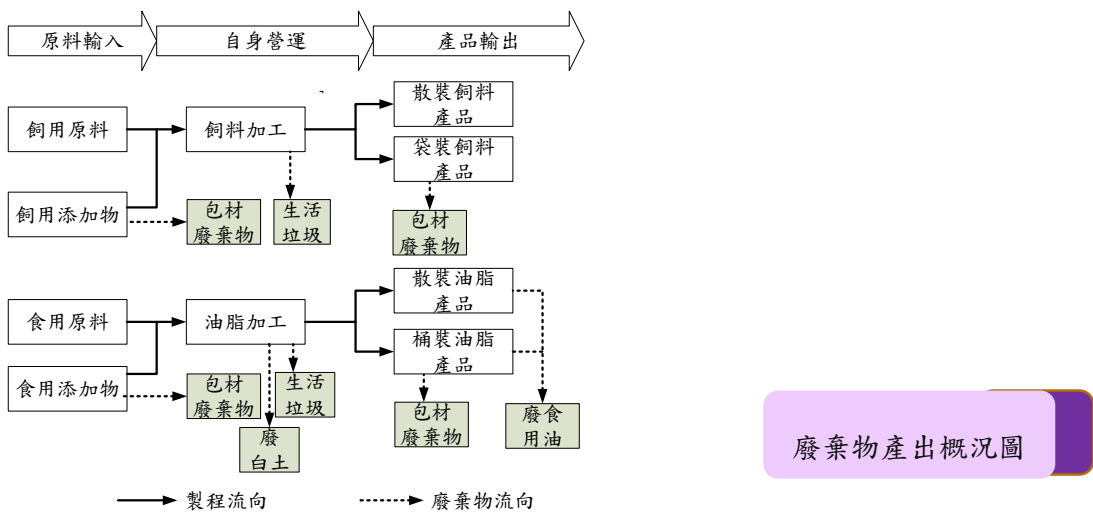 原料輸入
自身營運
產品輸出
飼用原料
飼料加工
散裝飼料
產品
袋裝飼料
產品
飼用添加物
包材
廢棄物
生活
垃圾
包材
廢棄物
食用原料
油脂加工
散裝油脂
產品
桶裝油脂
產品
食用添加物
包材
廢棄物
生活
垃圾
廢
白土
包材
廢棄物
廢食
用油
製程流向
廢棄物流向
廢棄物產出概況圖